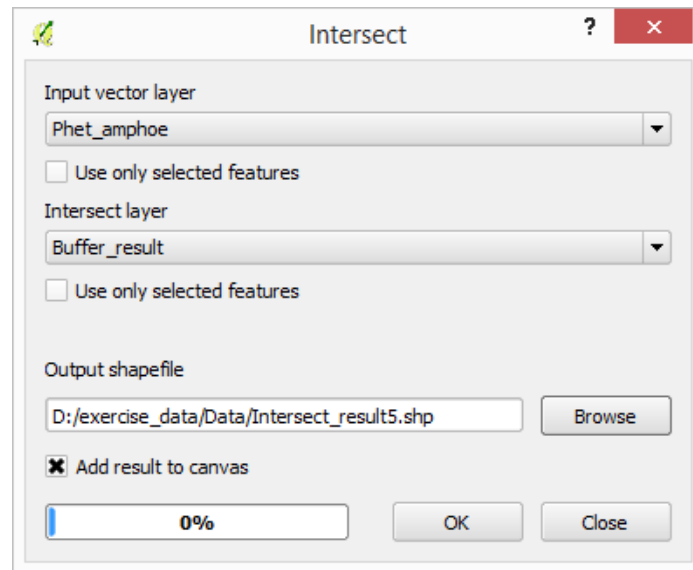 Intersect ? ×
Input vector layer
Phet_amphoe
Use only selected features
Intersect layer
Buffer_result
Use only selected features
Output shapefile
D:/exercise_data/Data/Intersect_result5.shp Browse
Add result to canvas
0% OK Close